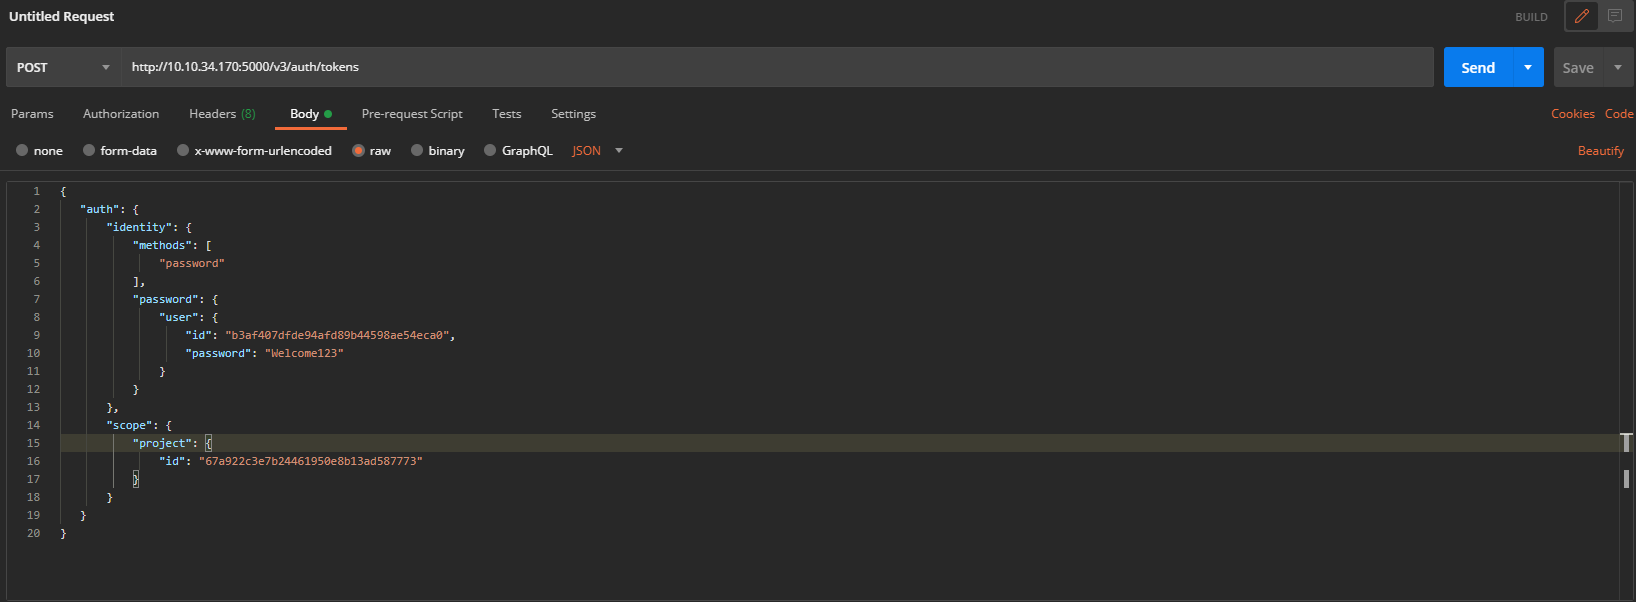 Untitled Request
BUILD
POST http://10.10.34.170:5000/v3/auth/tokens Send Save
Params Authorization Headers (8) Body Pre-request Script Tests Settings Cookies Code
none form-data x-www-form-urlencoded raw binary GraphQL JSON Beautify
1 {
2 "auth": {
3 "identity": {
4 "methods": [
5 "password"
6 ],
7 "password": {
8 "user": {
9 "id": "b3af407dfde94afd89b44598ae54eca0",
10 "password": "Welcome123"
11 }
12 }
13 },
14 "scope": {
15 "project": {
16 "id": "67a922c3e7b24461950e8b13ad587773"
17 }
18 }
19 }
20 }